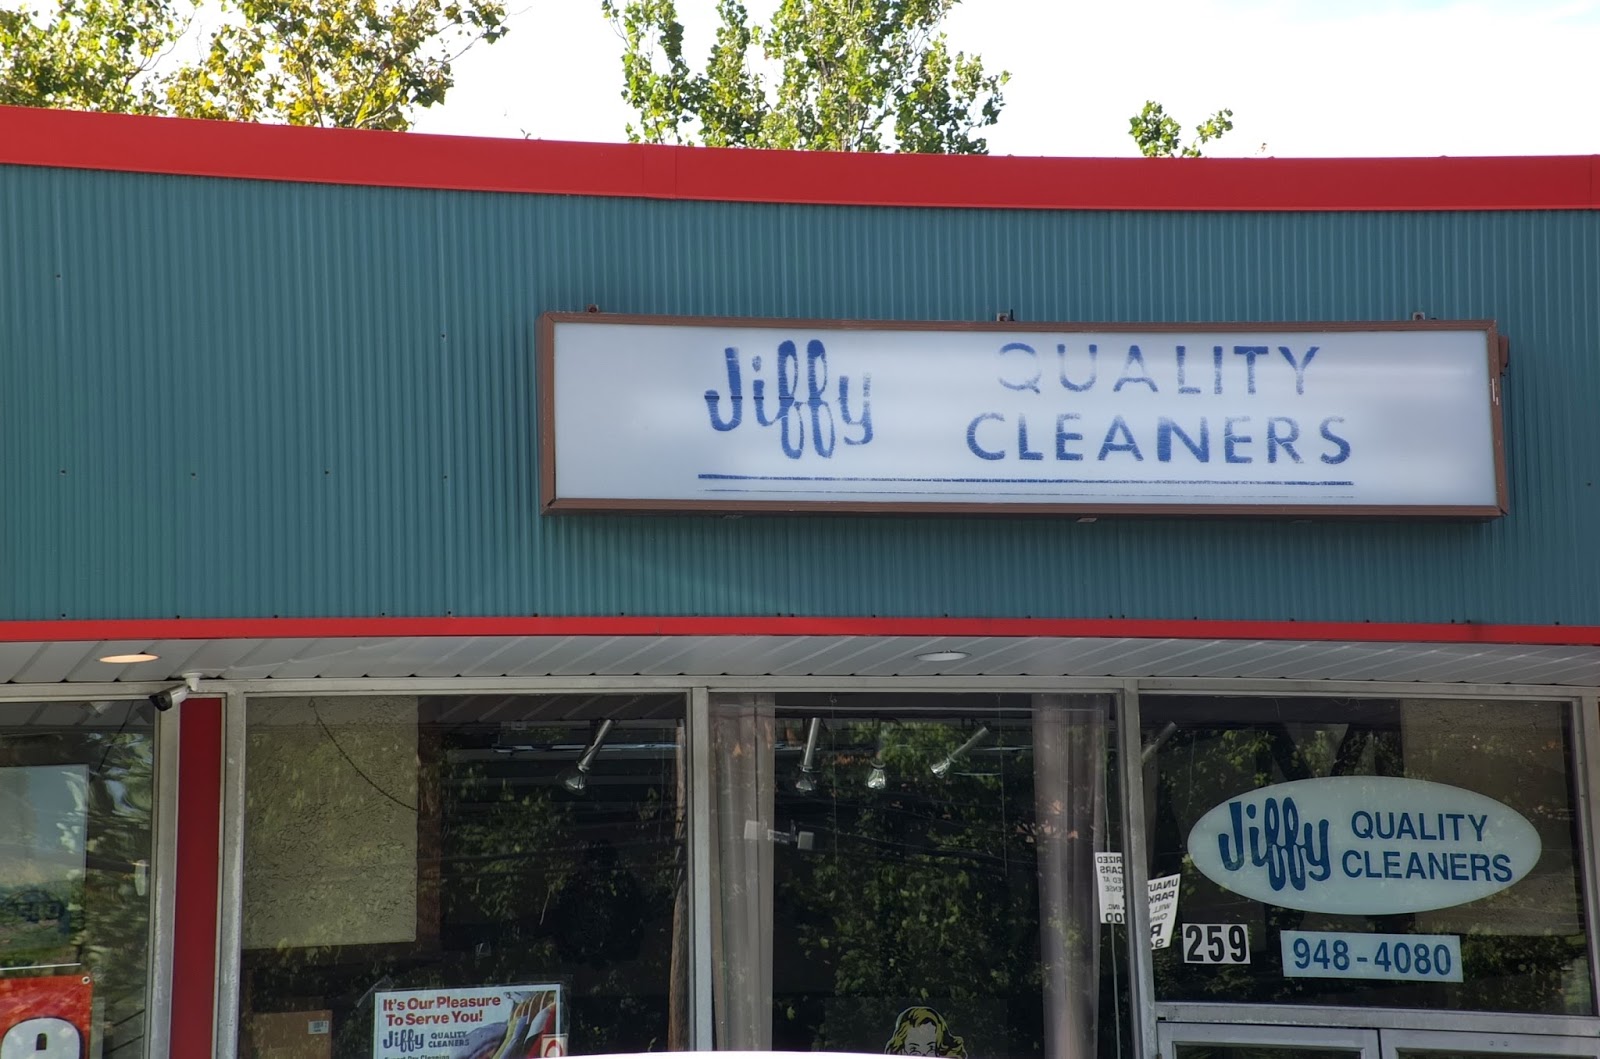 Jiffy QUALITY
CLEANERS
Jiffy QUALITY
CLEANERS
259
948-4080
It's Our Pleasure
To Serve You!
Jiffy QUALITY
CLEANERS